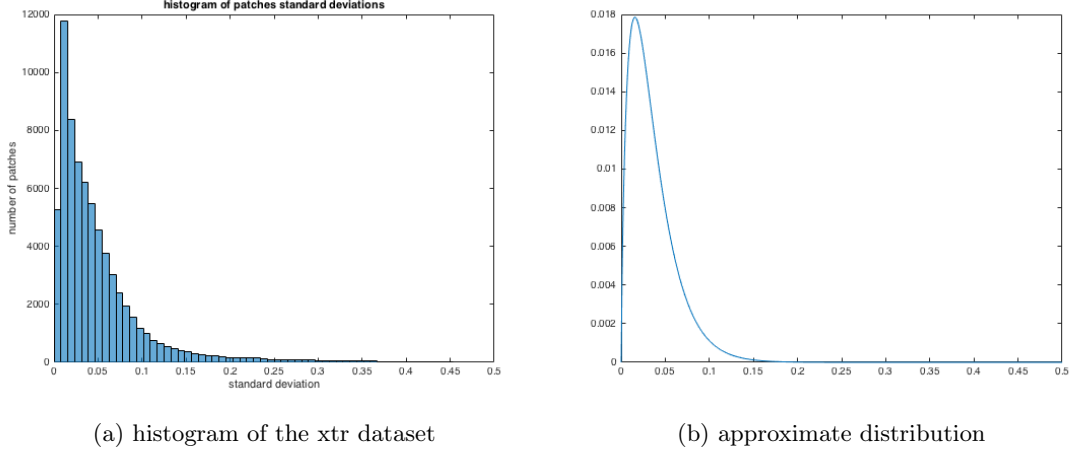 histogram of patches standard deviations
12000
10000
8000
6000
4000
2000
0
number of patches
0 0.05 0.1 0.15 0.2 0.25 0.3 0.35 0.4 0.45 0.5
standard deviation
(a) histogram of the xtr dataset
0.018
0.016
0.014
0.012
0.01
0.008
0.006
0.004
0.002
0
0 0.05 0.1 0.15 0.2 0.25 0.3 0.35 0.4 0.45 0.5
(b) approximate distribution